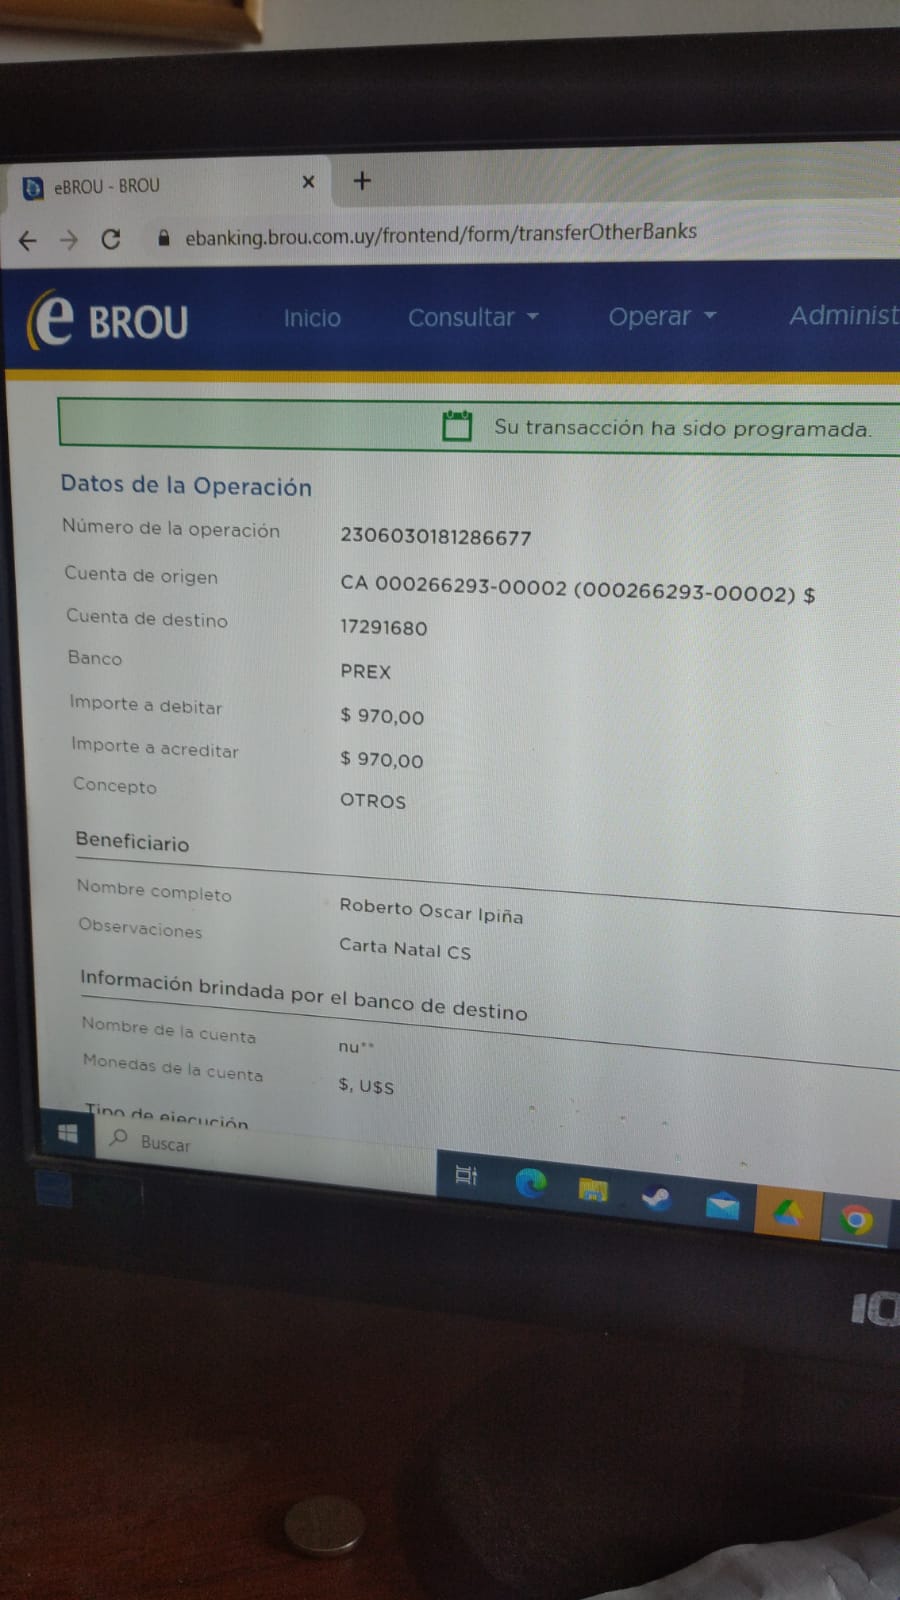 eBROU - BROU
ebanking.brou.com.uy/frontend/form/transferOtherBanks
e BROU Inicio Consultar Operar Administ
Su transacción ha sido programada.
Datos de la Operación
Número de la operación 2306030181286677
Cuenta de origen CA 000266293-00002 (000266293-00002) $
Cuenta de destino 17291680
Banco PREX
Importe a debitar $ 970,00
Importe a acreditar $ 970,00
Concepto OTROS
Beneficiario
Nombre completo Roberto Oscar Ipiña
Observaciones Carta Natal CS
Información brindada por el banco de destino
Nombre de la cuenta nu**
Monedas de la cuenta $, U$S
Tipo de ejecución
Buscar